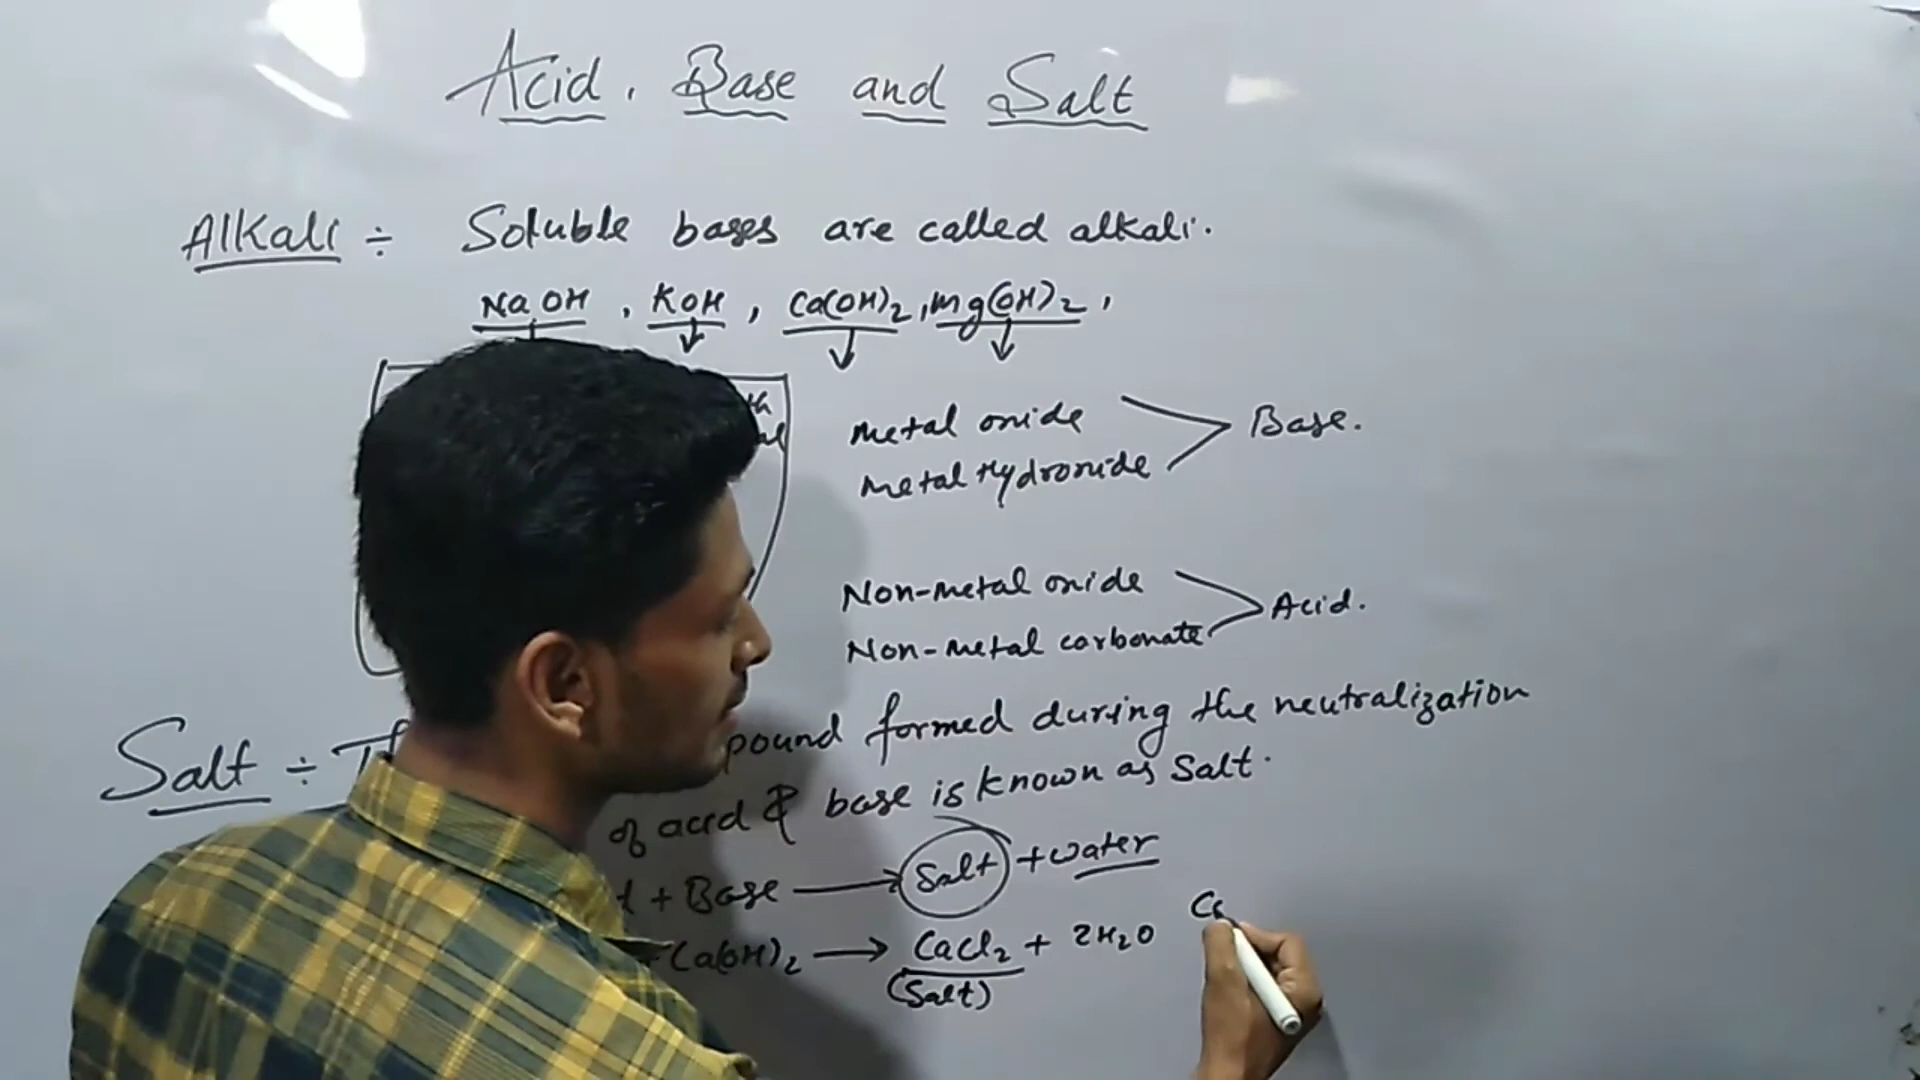 Acid, Base and Salt
Alkali ÷ Soluble bases are called alkali.
NaOH, KOH, Ca(OH)₂, Mg(OH)₂,
Metal oxide
Metal Hydroxide
Base.
Non-metal oxide
Non-metal carbonate
Acid.
Salt ÷ pound formed during the neutralization
of acid & base is known as Salt.
+ Base → Salt + water
+ Ca(OH)₂ → CaCl₂ + 2H₂O
(Salt)